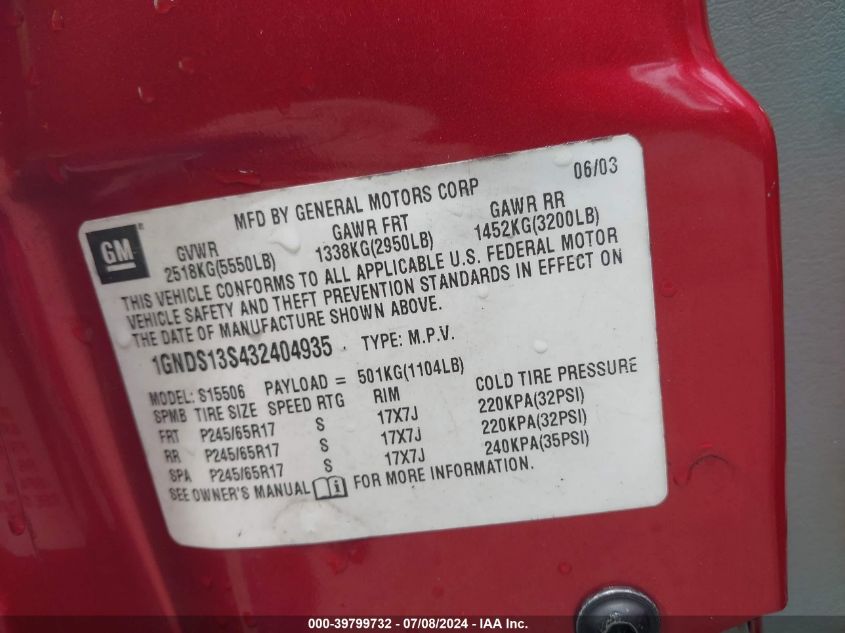 06/03
MFD BY GENERAL MOTORS CORP
GM
GVWR GAWR FRT GAWR RR
2518KG(5550LB) 1338KG(2950LB) 1452KG(3200LB)
THIS VEHICLE CONFORMS TO ALL APPLICABLE U.S. FEDERAL MOTOR
VEHICLE SAFETY AND THEFT PREVENTION STANDARDS IN EFFECT ON
THE DATE OF MANUFACTURE SHOWN ABOVE.
1GNDS13S432404935 TYPE: M.P.V.
MODEL: S15506 PAYLOAD = 501KG(1104LB)
SPMB TIRE SIZE SPEED RTG RIM COLD TIRE PRESSURE
FRT P245/65R17 S 17X7J 220KPA(32PSI)
RR P245/65R17 S 17X7J 220KPA(32PSI)
SPA P245/65R17 S 17X7J 240KPA(35PSI)
SEE OWNER'S MANUAL i FOR MORE INFORMATION.
000-39799732 - 07/08/2024 - IAA Inc.